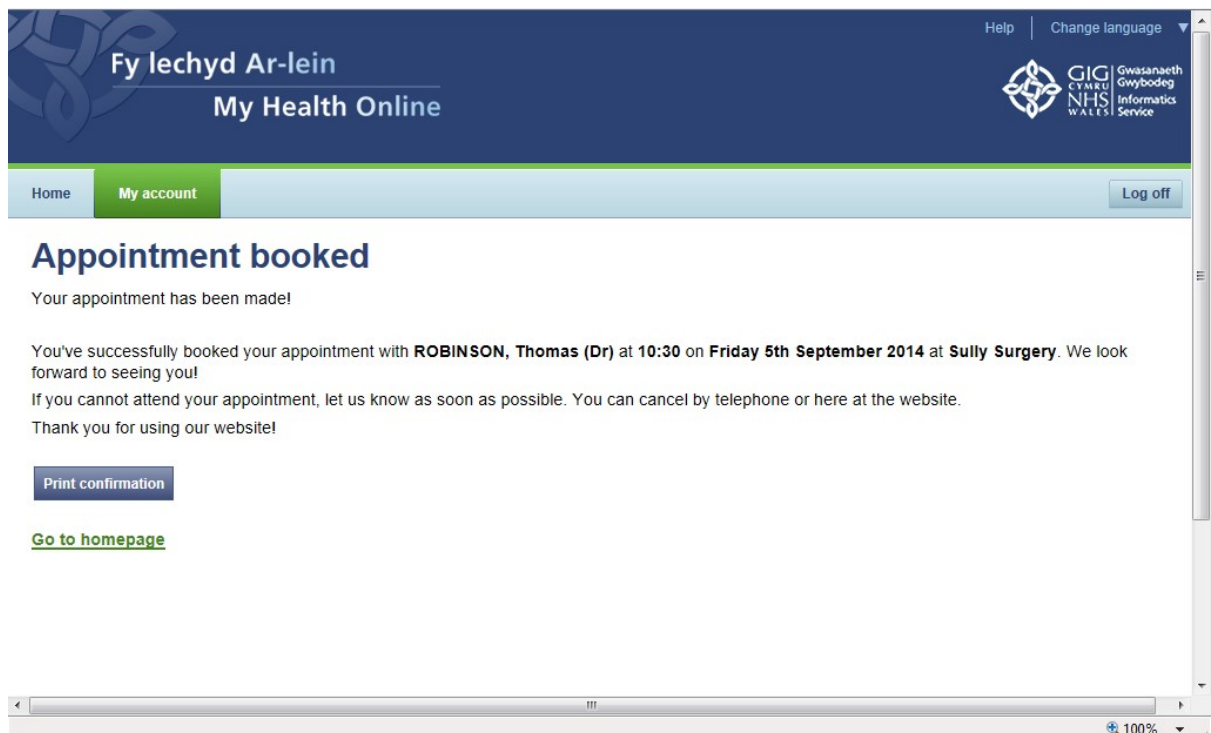 Help
Change language
Fy Iechyd Ar-lein
My Health Online
GIG
CYMRU
NHS
WALES
Gwasanaeth
Gwybodeg
Informatics
Service
Home
My account
Log off
Appointment booked
Your appointment has been made!
You've successfully booked your appointment with ROBINSON, Thomas (Dr) at 10:30 on Friday 5th September 2014 at Sully Surgery. We look
forward to seeing you!
If you cannot attend your appointment, let us know as soon as possible. You can cancel by telephone or here at the website.
Thank you for using our website!
Print confirmation
Go to homepage
100%